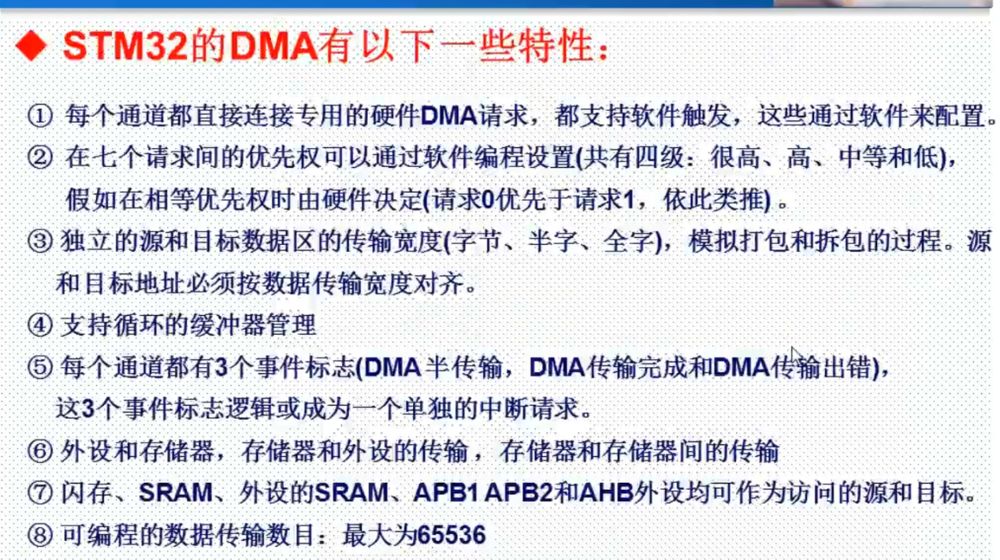 ◆ STM32的DMA有以下一些特性：
① 每个通道都直接连接专用的硬件DMA请求，都支持软件触发，这些通过软件来配置。
② 在七个请求间的优先权可以通过软件编程设置(共有四级：很高、高、中等和低)，
假如在相等优先权时由硬件决定(请求0优先于请求1，依此类推) 。
③ 独立的源和目标数据区的传输宽度(字节、半字、全字)，模拟打包和拆包的过程。源
和目标地址必须按数据传输宽度对齐。
④ 支持循环的缓冲器管理
⑤ 每个通道都有3个事件标志(DMA 半传输，DMA传输完成和DMA传输出错)，
这3个事件标志逻辑或成为一个单独的中断请求。
⑥ 外设和存储器，存储器和外设的传输，存储器和存储器间的传输
⑦ 闪存、SRAM、外设的SRAM、APB1 APB2和AHB外设均可作为访问的源和目标。
⑧ 可编程的数据传输数目：最大为65536